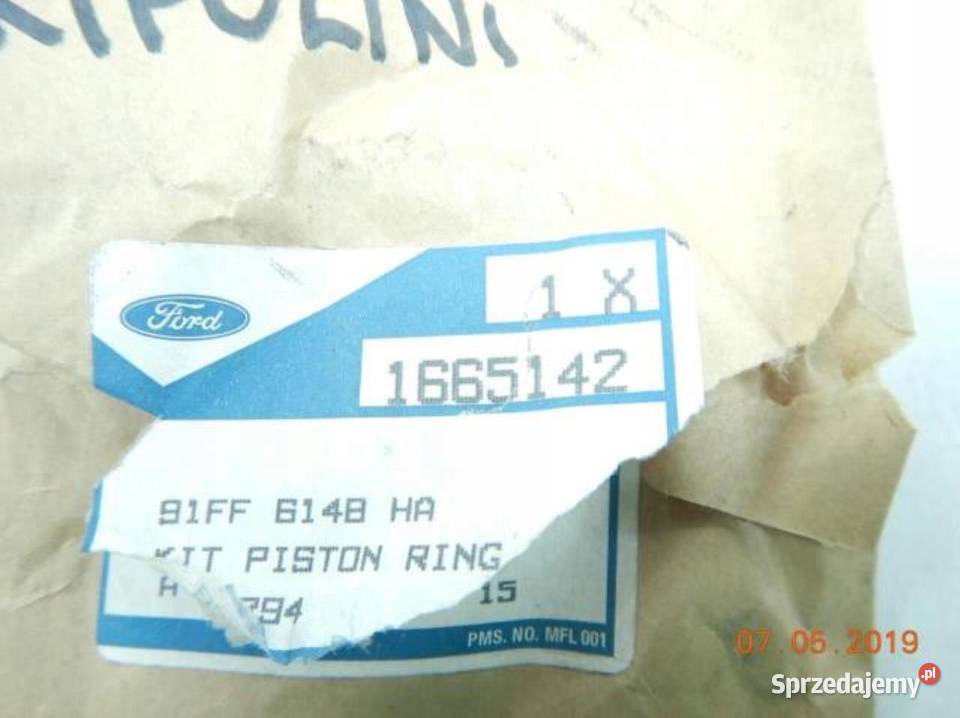 Ford
1 X
1665142
91FF 6148 HA
KIT PISTON RING
A 294 15
PMS. NO. MFL 001
07.05.2019
Sprzedajemy.pl